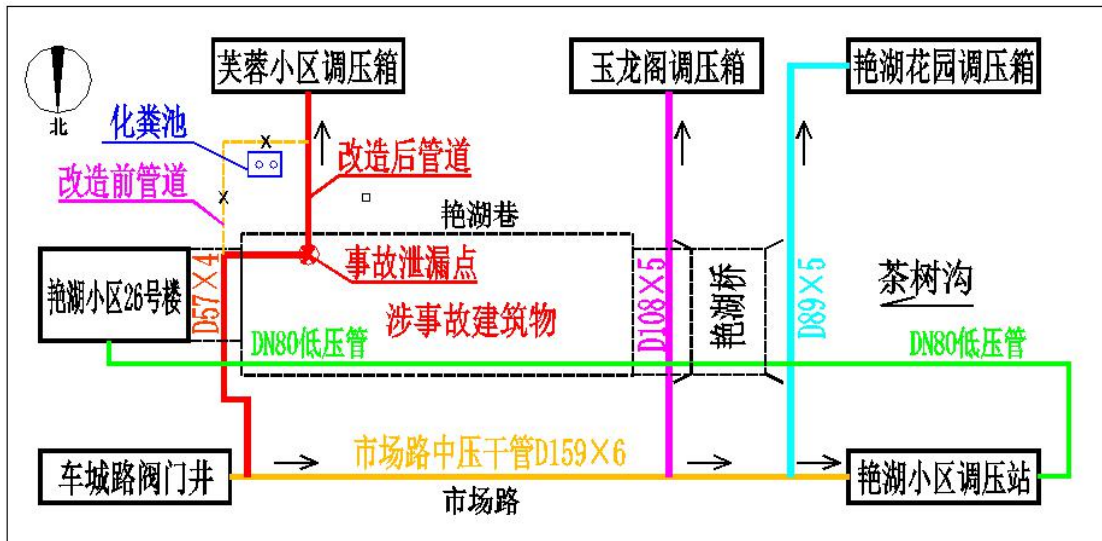 芙蓉小区调压箱
玉龙阁调压箱
艳湖花园调压箱
北
化粪池
改造前管道
改造后管道
艳湖巷
事故泄漏点
涉事故建筑物
艳湖小区26号楼
D57×4
D108×5
艳湖桥
D89×5
茶树沟
DN80低压管
DN80低压管
车城路阀门井
市场路中压干管D159×6
市场路
艳湖小区调压站